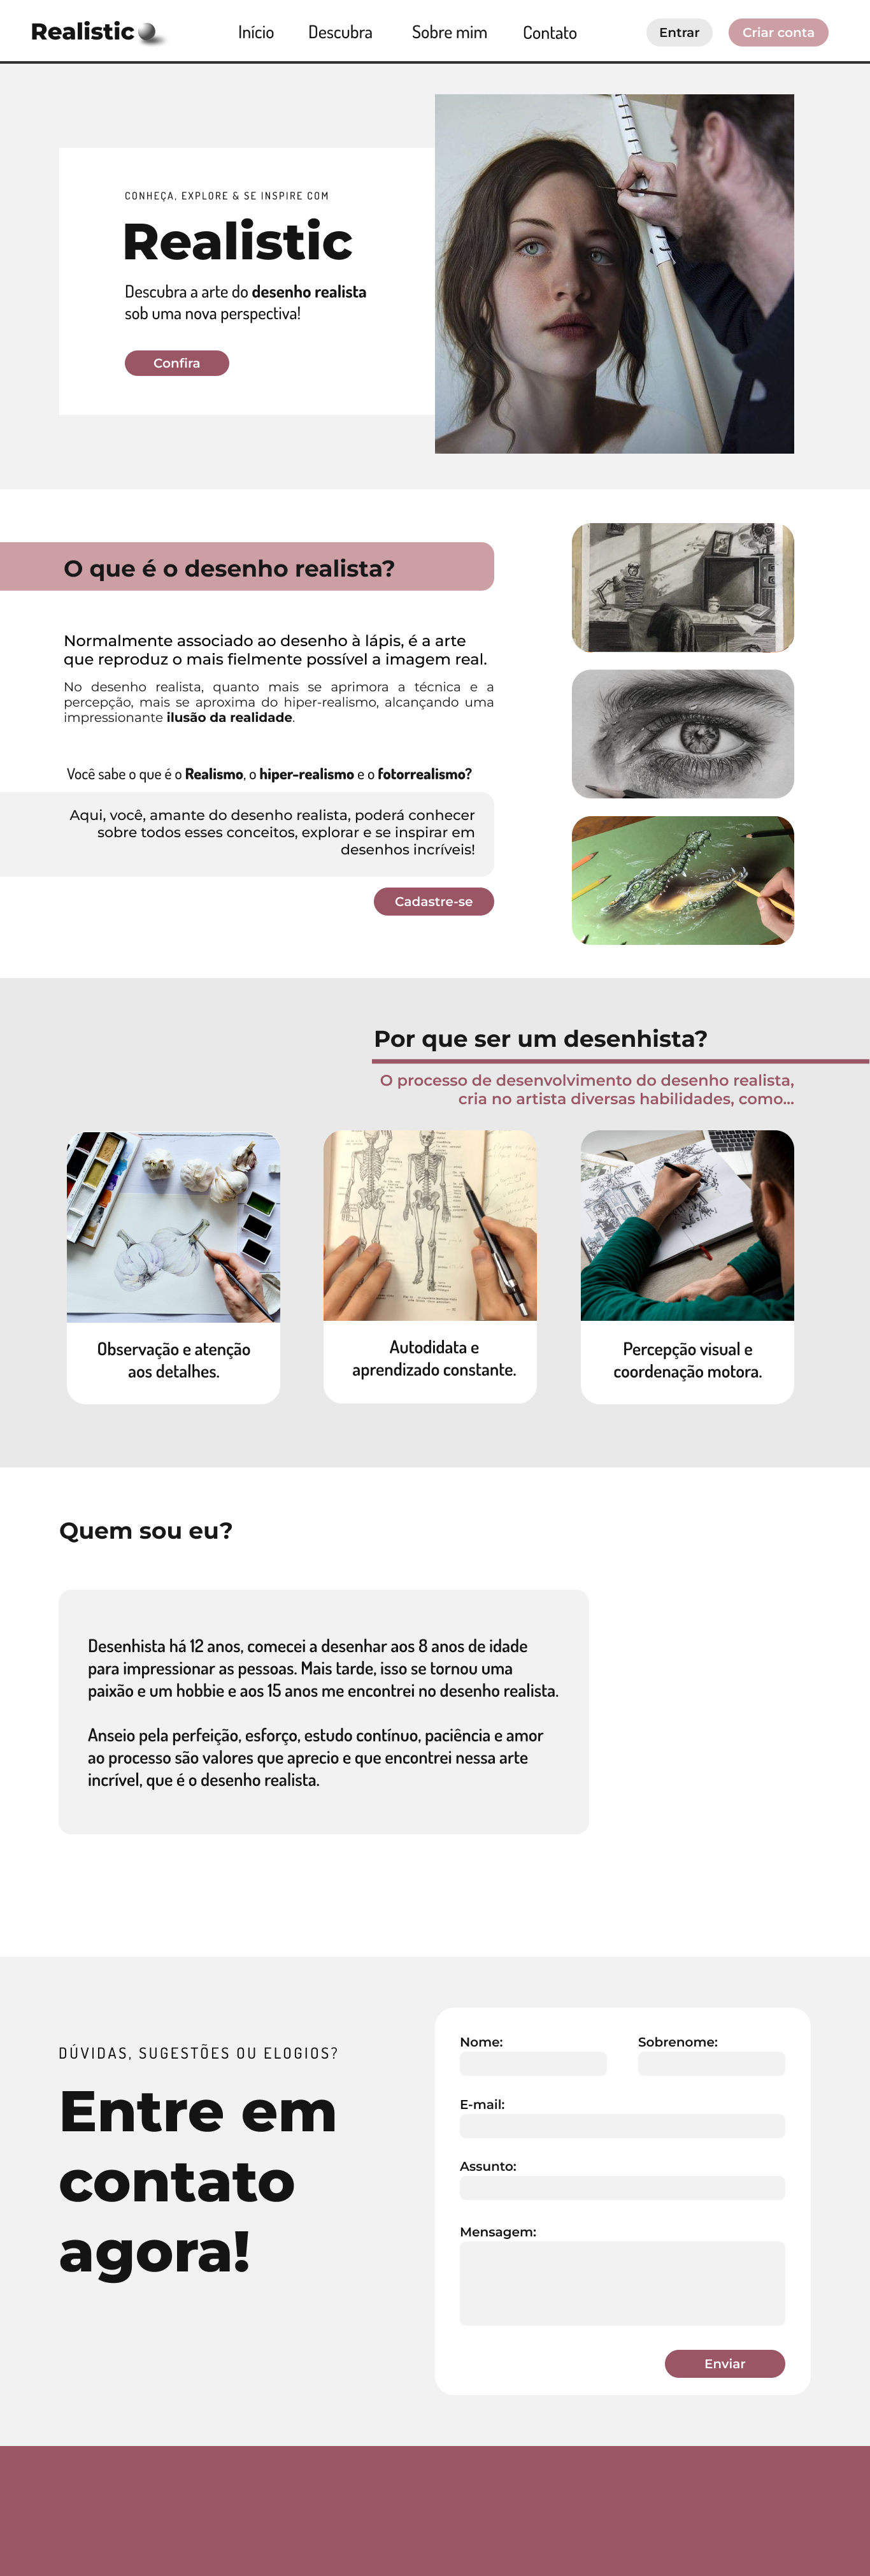 Realistic
Início
Descubra
Sobre mim
Contato
Entrar
Criar conta
CONHEÇA, EXPLORE & SE INSPIRE COM
Realistic
Descubra a arte do desenho realista
sob uma nova perspectiva!
Confira
O que é o desenho realista?
Normalmente associado ao desenho à lápis, é a arte
que reproduz o mais fielmente possível a imagem real.
No desenho realista, quanto mais se aprimora a técnica e a
percepção, mais se aproxima do hiper-realismo, alcançando uma
impressionante ilusão da realidade.
Você sabe o que é o Realismo, o hiper-realismo e o fotorrealismo?
Aqui, você, amante do desenho realista, poderá conhecer
sobre todos esses conceitos, explorar e se inspirar em
desenhos incríveis!
Cadastre-se
Por que ser um desenhista?
O processo de desenvolvimento do desenho realista,
cria no artista diversas habilidades, como...
Observação e atenção
aos detalhes.
Autodidata e
aprendizado constante.
Percepção visual e
coordenação motora.
Quem sou eu?
Desenhista há 12 anos, comecei a desenhar aos 8 anos de idade
para impressionar as pessoas. Mais tarde, isso se tornou uma
paixão e um hobbie e aos 15 anos me encontrei no desenho realista.
Anseio pela perfeição, esforço, estudo contínuo, paciência e amor
ao processo são valores que aprecio e que encontrei nessa arte
incrível, que é o desenho realista.
DÚVIDAS, SUGESTÕES OU ELOGIOS?
Entre em
contato
agora!
Nome:
Sobrenome:
E-mail:
Assunto:
Mensagem:
Enviar